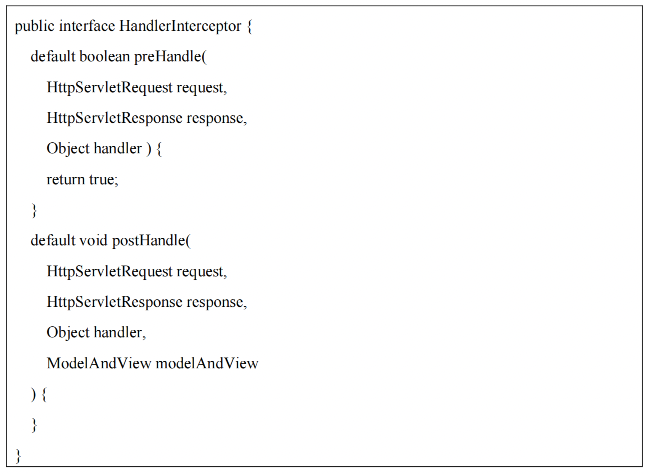 public interface HandlerInterceptor {
default boolean preHandle(
HttpServletRequest request,
HttpServletResponse response,
Object handler ) {
return true;
}
default void postHandle(
HttpServletRequest request,
HttpServletResponse response,
Object handler,
ModelAndView modelAndView
) {
}
}